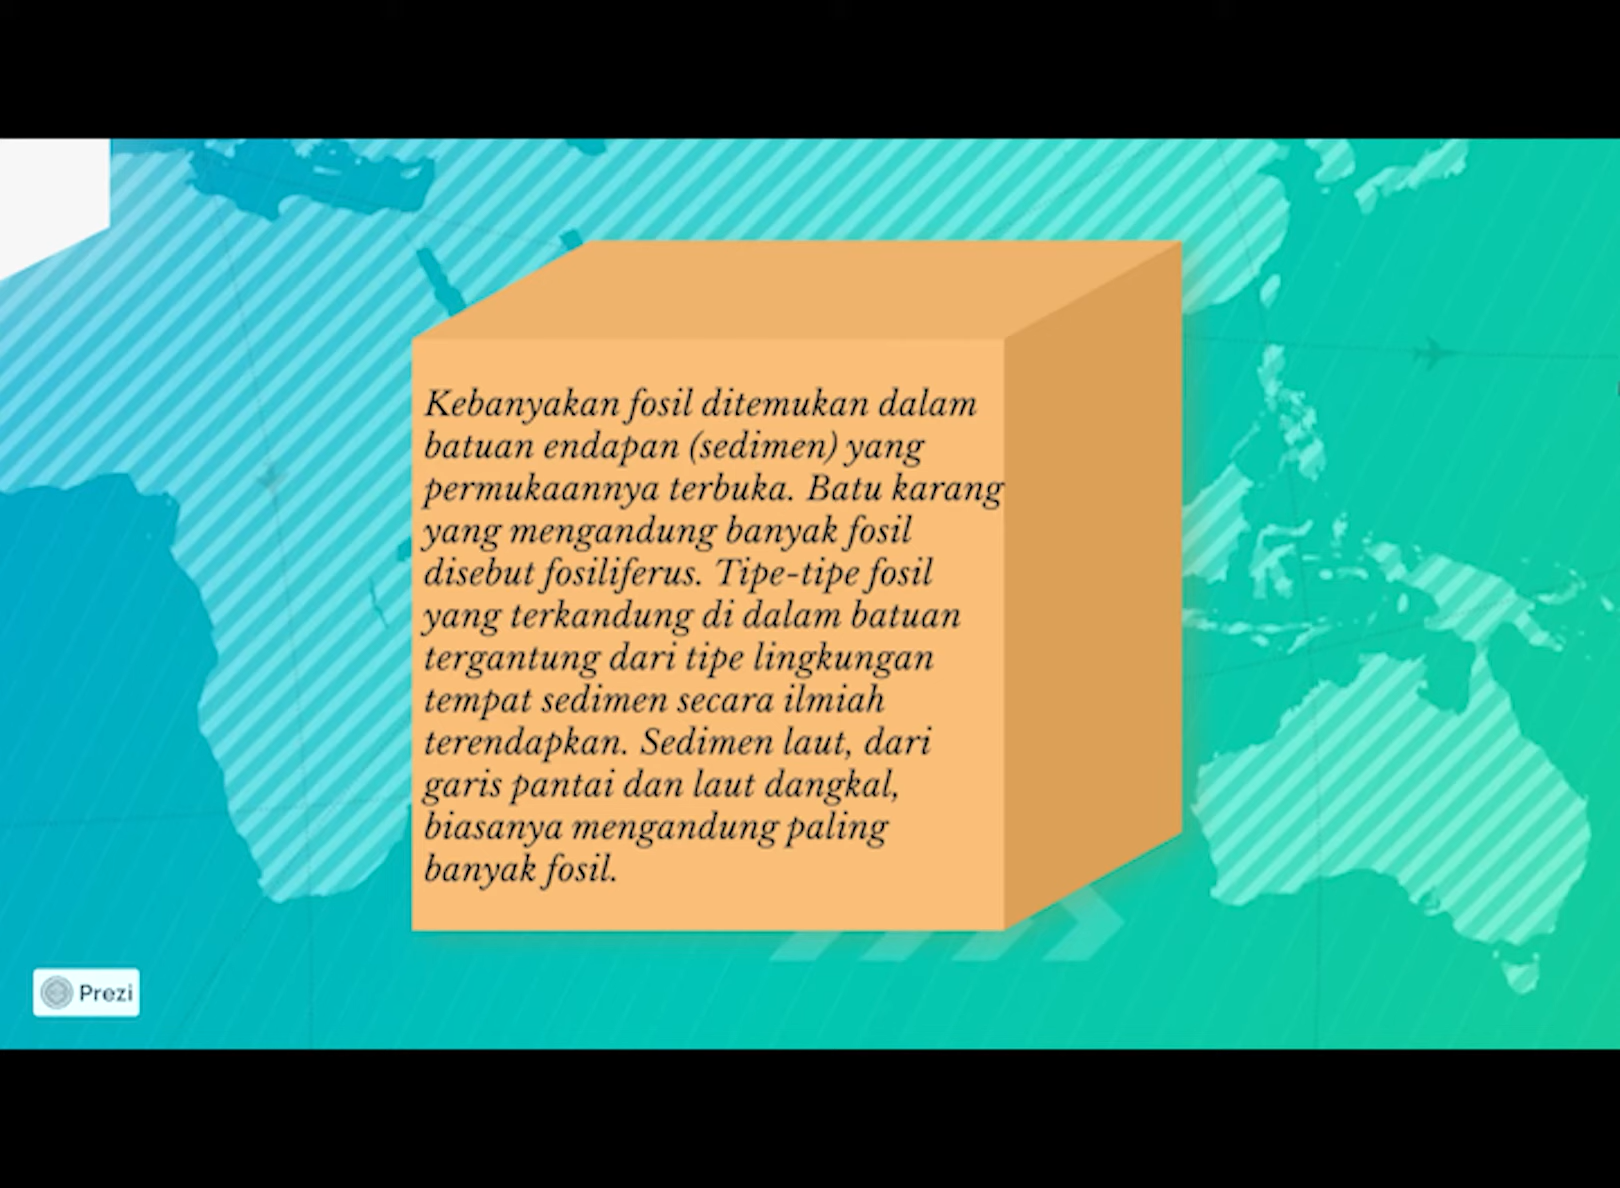 Kebanyakan fosil ditemukan dalam
batuan endapan (sedimen) yang
permukaannya terbuka. Batu karang
yang mengandung banyak fosil
disebut fosiliferus. Tipe-tipe fosil
yang terkandung di dalam batuan
tergantung dari tipe lingkungan
tempat sedimen secara ilmiah
terendapkan. Sedimen laut, dari
garis pantai dan laut dangkal,
biasanya mengandung paling
banyak fosil.
Prezi